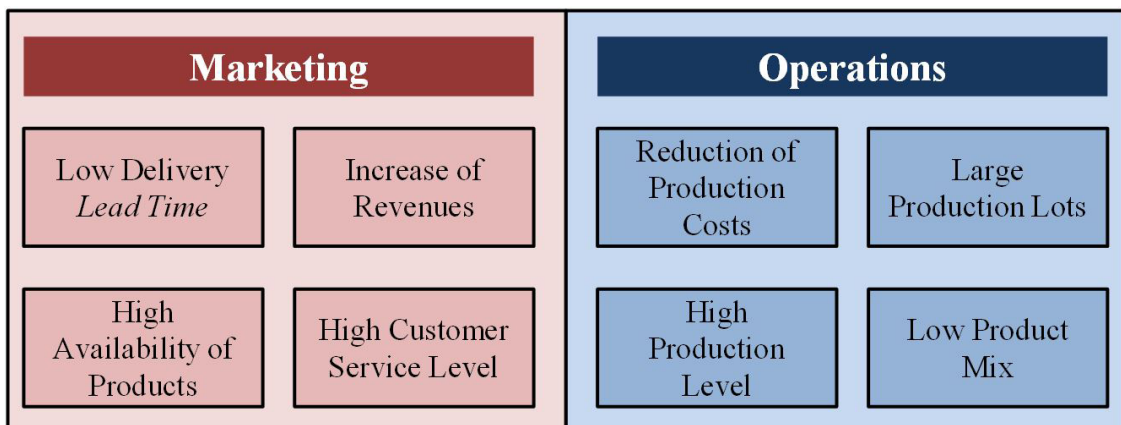 Marketing
Low Delivery
Lead Time
Increase of
Revenues
High
Availability of
Products
High Customer
Service Level
Operations
Reduction of
Production
Costs
Large
Production Lots
High
Production
Level
Low Product
Mix